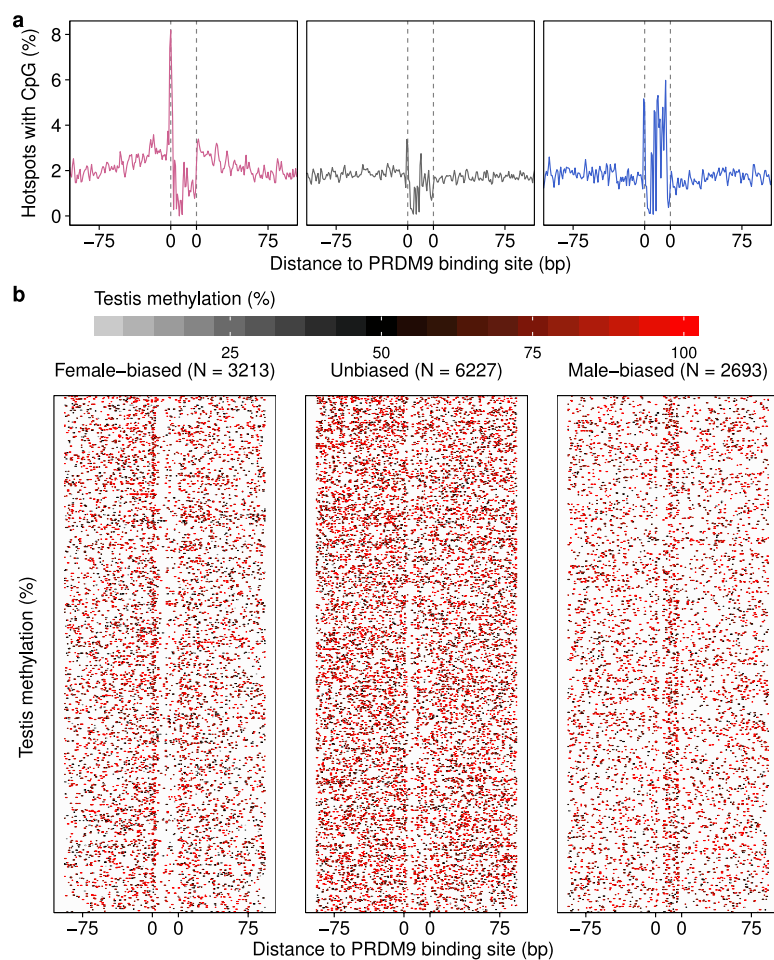 a
Hotspots with CpG (%)
8
6
4
2
0
−75 0 0 75 −75 0 0 75 −75 0 0 75
Distance to PRDM9 binding site (bp)
b
Testis methylation (%)
25 50 75 100
Female−biased (N = 3213) Unbiased (N = 6227) Male−biased (N = 2693)
Testis methylation (%)
−75 0 0 75 −75 0 0 75 −75 0 0 75
Distance to PRDM9 binding site (bp)